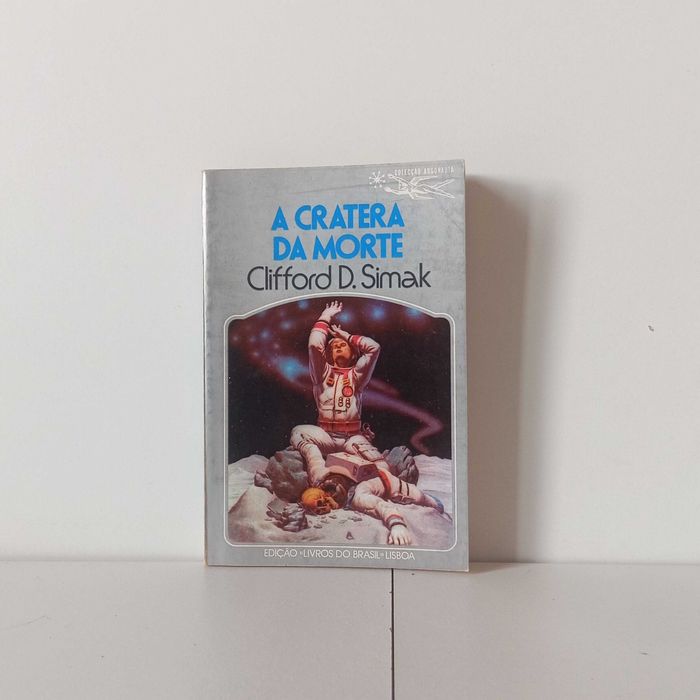 COLECÇÃO ARGONAUTA
A CRATERA
DA MORTE
Clifford D. Simak
EDIÇÃO «LIVROS DO BRASIL» LISBOA